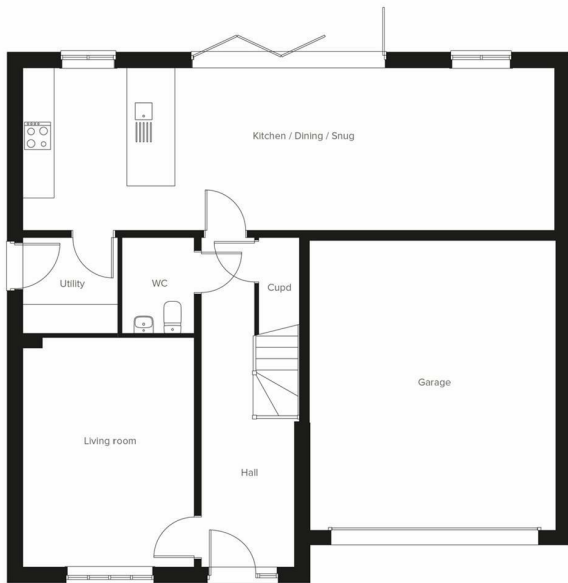 Kitchen / Dining / Snug
Utility
WC
Cupd
Garage
Living room
Hall